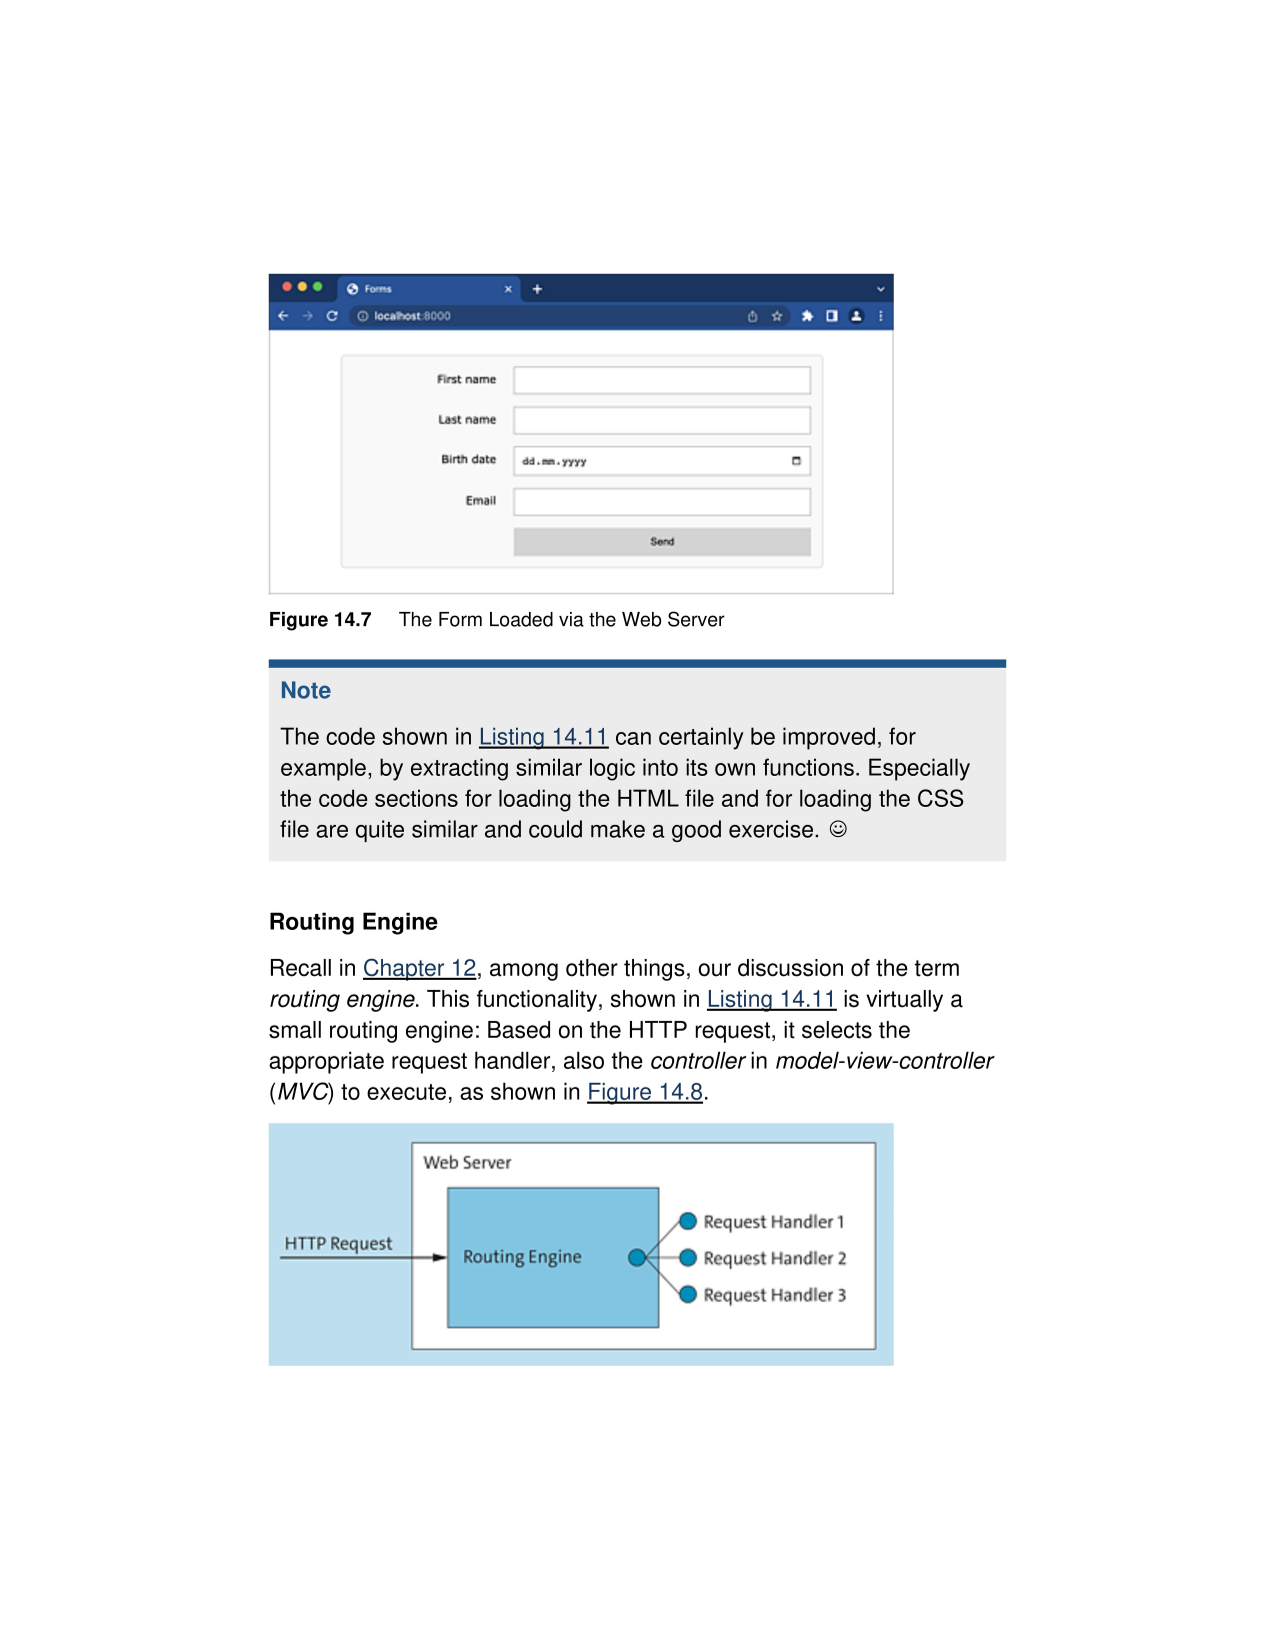 Forms
localhost:8000
First name
Last name
Birth date dd.mm.yyyy
Email
Send
Figure 14.7 The Form Loaded via the Web Server
Note
The code shown in Listing 14.11 can certainly be improved, for
example, by extracting similar logic into its own functions. Especially
the code sections for loading the HTML file and for loading the CSS
file are quite similar and could make a good exercise. ☺
Routing Engine
Recall in Chapter 12, among other things, our discussion of the term
routing engine. This functionality, shown in Listing 14.11 is virtually a
small routing engine: Based on the HTTP request, it selects the
appropriate request handler, also the controller in model-view-controller
(MVC) to execute, as shown in Figure 14.8.
Web Server
HTTP Request
Routing Engine
Request Handler 1
Request Handler 2
Request Handler 3